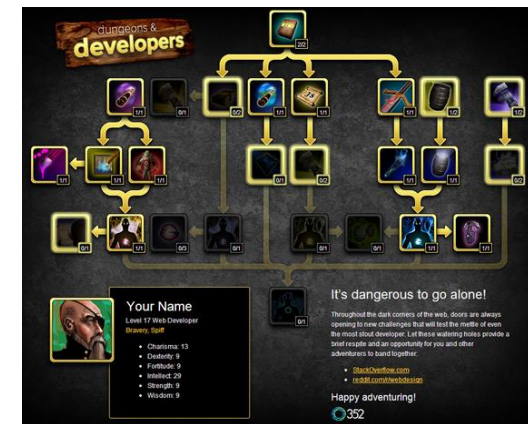 dungeons &
developers
2/2
1/1
0/1
0/2
1/1
1/1
1/1
1/2
1/2
1/1
1/1
1/1
0/1
0/2
1/1
1/1
0/2
0/1
1/1
0/3
0/1
0/1
0/1
1/1
1/1
0/1
Your Name
Level 17 Web Developer
Bravery, Spiff
• Charisma: 13
• Dexterity: 9
• Fortitude: 9
• Intellect: 29
• Strength: 9
• Wisdom: 9
It's dangerous to go alone!
Throughout the dark corners of the web, doors are always
opening to new challenges that will test the mettle of even
the most stout developer. Let these watering holes provide a
brief respite and an opportunity for you and other
adventurers to band together:
• StackOverflow.com
• reddit.com/r/webdesign
Happy adventuring!
352